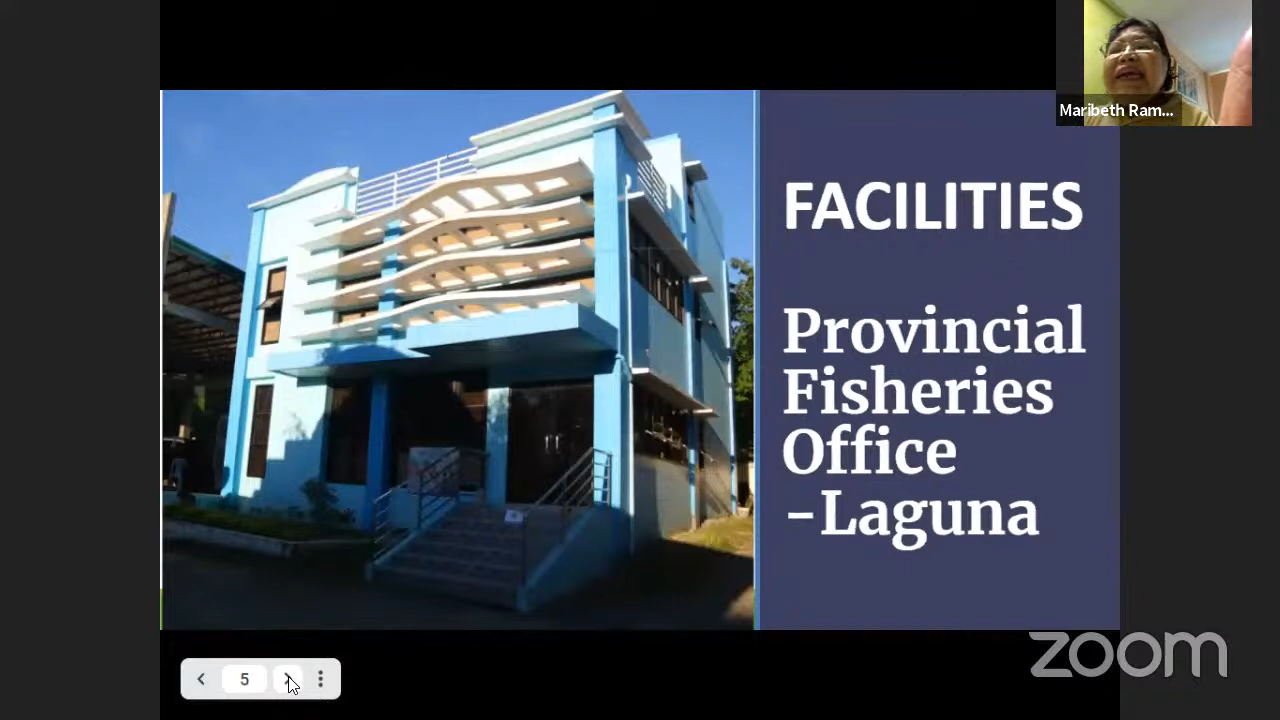 Maribeth Ram...
FACILITIES
Provincial
Fisheries
Office
-Laguna
5
zoom